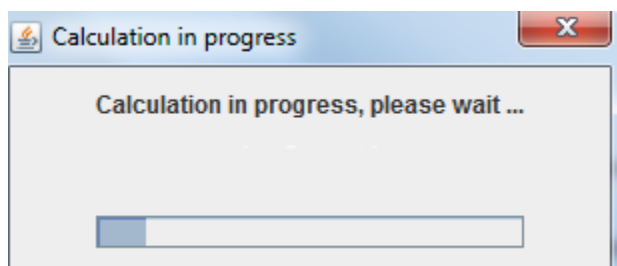 Calculation in progress
Calculation in progress, please wait ...